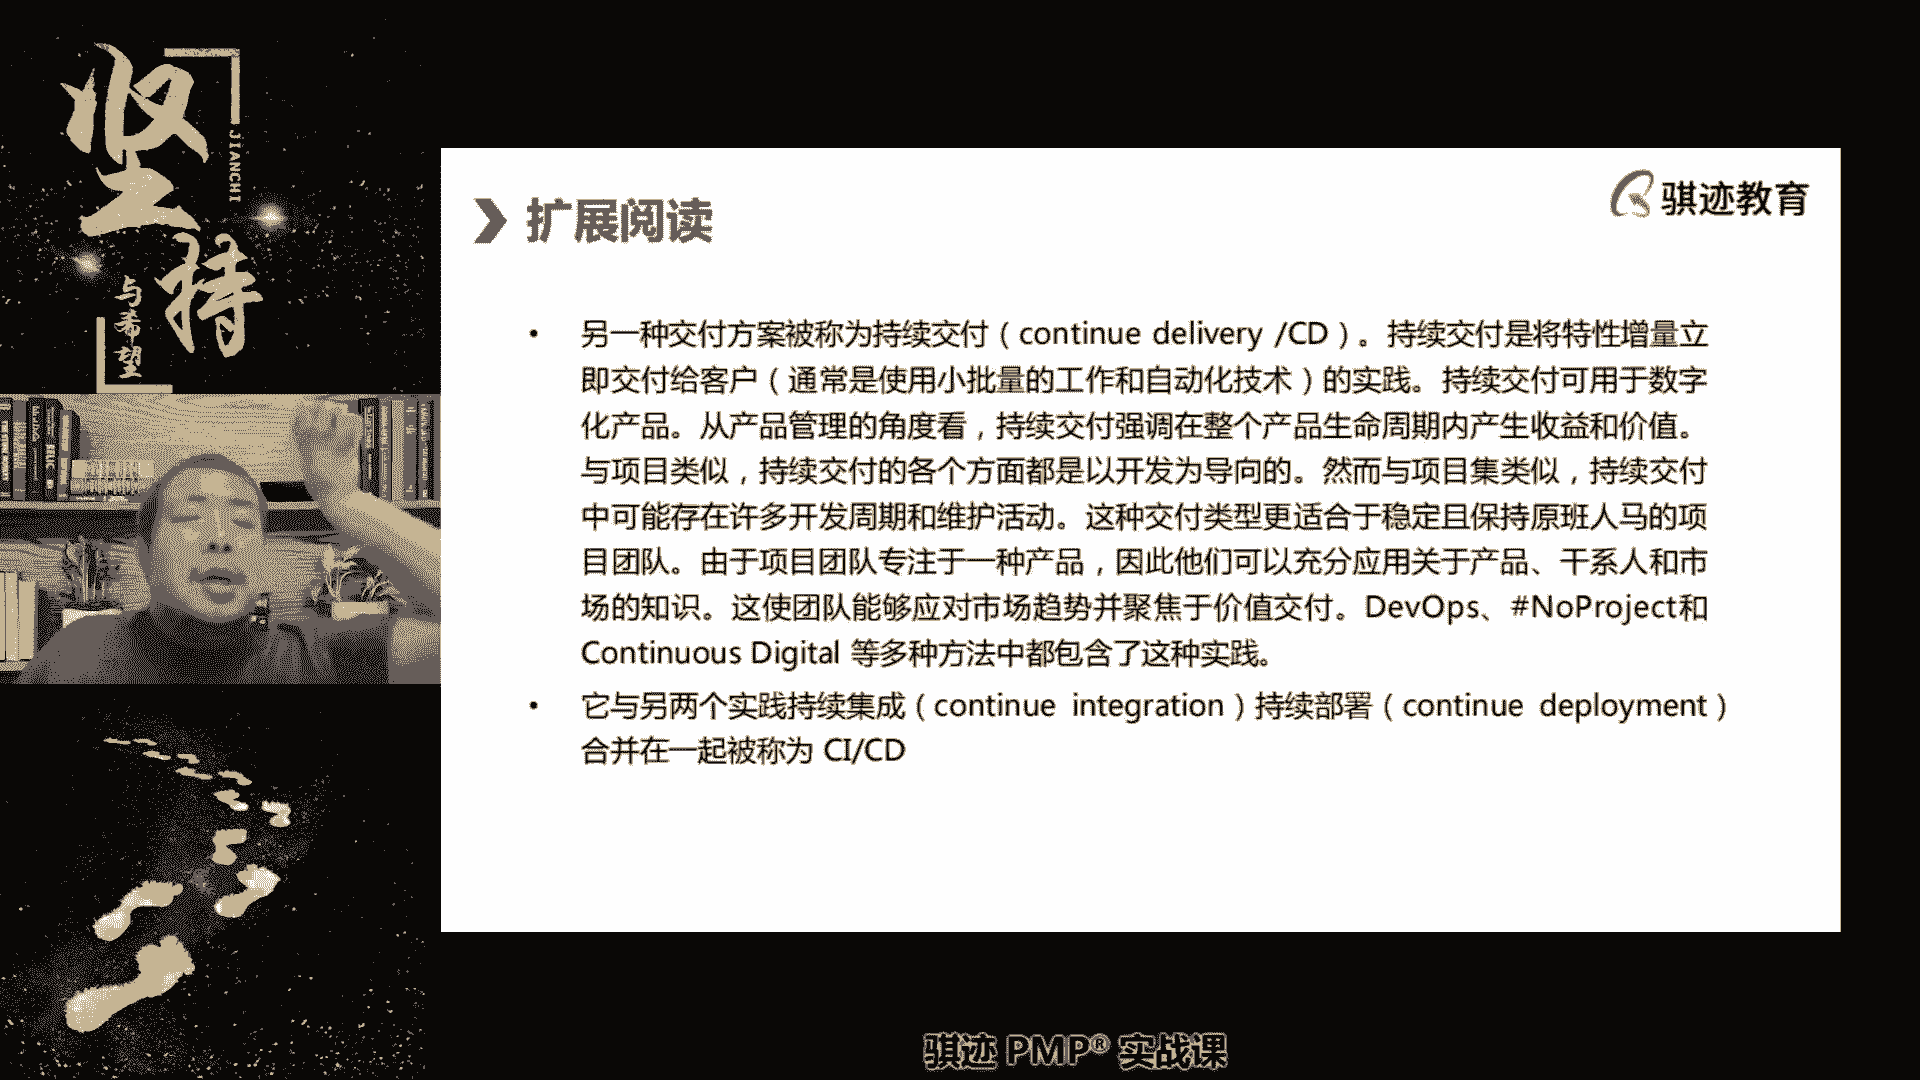 坚持
JIANCHI
与希望
扩展阅读
骐迹教育
• 另一种交付方案被称为持续交付（continue delivery /CD）。持续交付是将特性增量立
即交付给客户（通常是使用小批量的工作和自动化技术）的实践。持续交付可用于数字
化产品。从产品管理的角度看，持续交付强调在整个产品生命周期内产生收益和价值。
与项目类似，持续交付的各个方面都是以开发为导向的。然而与项目集类似，持续交付
中可能存在许多开发周期和维护活动。这种交付类型更适合于稳定且保持原班人马的项
目团队。由于项目团队专注于一种产品，因此他们可以充分应用关于产品、干系人和市
场的知识。这使团队能够应对市场趋势并聚焦于价值交付。DevOps、#NoProject和
Continuous Digital 等多种方法中都包含了这种实践。
• 它与另两个实践持续集成（continue integration）持续部署（continue deployment）
合并在一起被称为 CI/CD
骐迹 PMP® 实战课